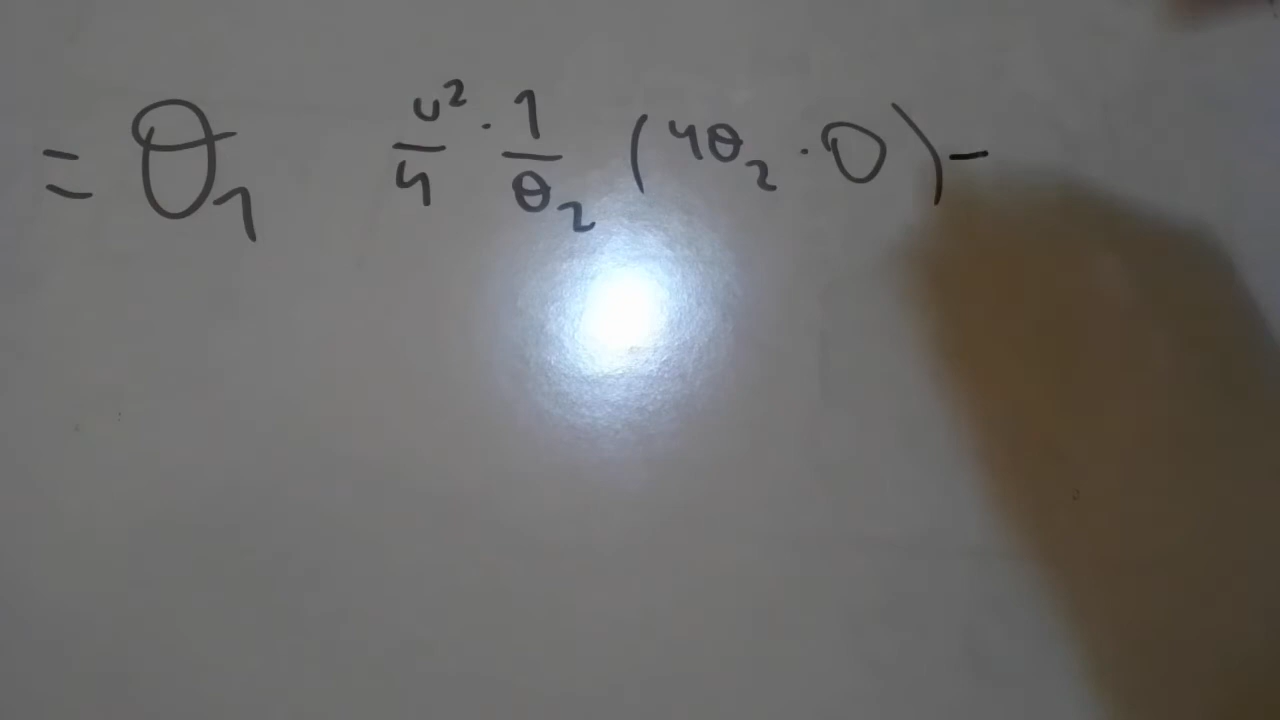 = θ₁ u²/4 · 1/θ₂ (4θ₂ · 0) -